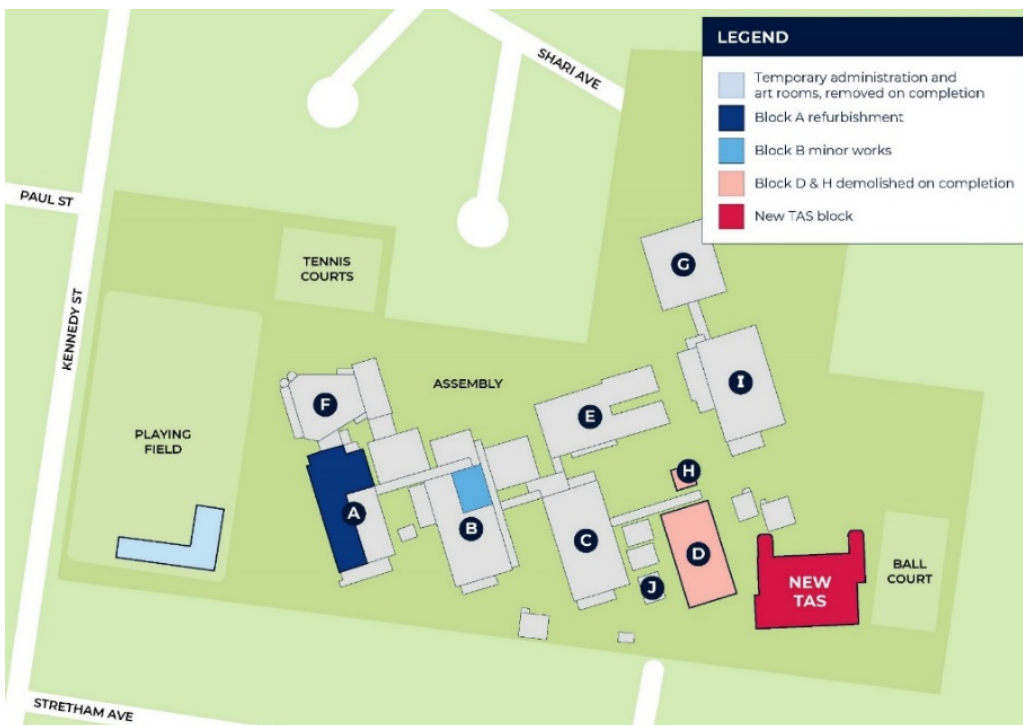 LEGEND
Temporary administration and
art rooms, removed on completion
Block A refurbishment
Block B minor works
Block D & H demolished on completion
New TAS block
SHARI AVE
PAUL ST
KENNEDY ST
TENNIS
COURTS
G
I
ASSEMBLY
F
E
PLAYING
FIELD
H
A
B
C
D
J
NEW
TAS
BALL
COURT
STRETHAM AVE